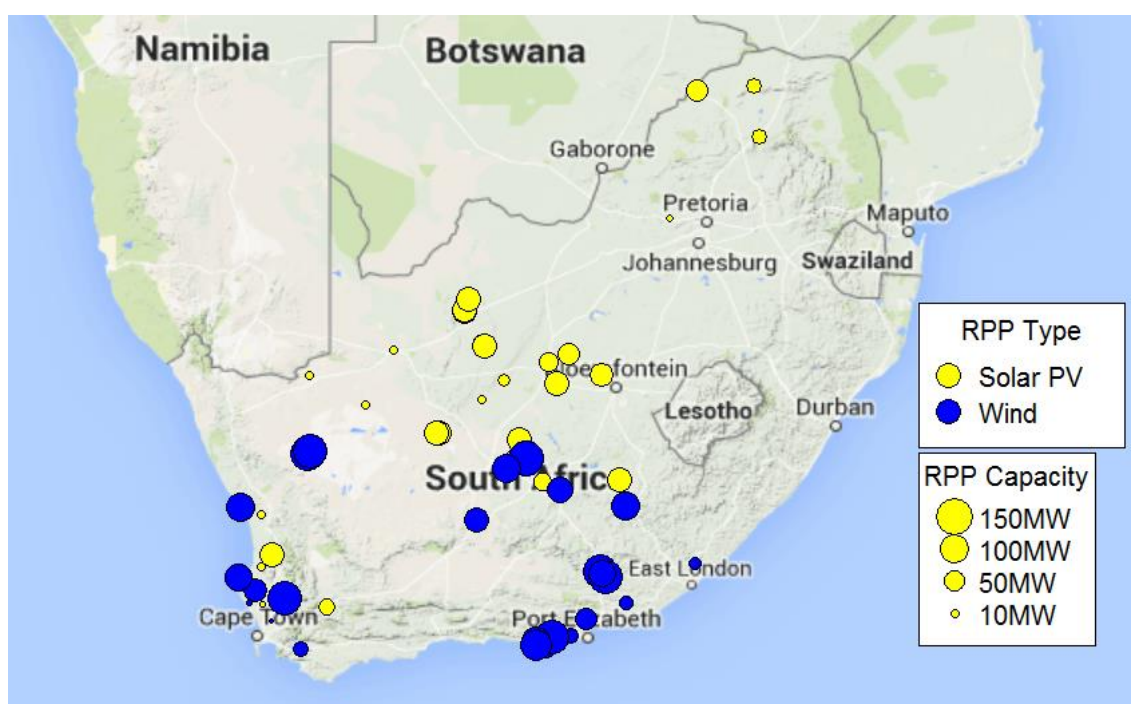 Namibia
Botswana
Gaborone
Pretoria
Maputo
Johannesburg
Swaziland
RPP Type
Solar PV
Wind
Lesotho
Durban
South Africa
RPP Capacity
150MW
100MW
50MW
10MW
East London
Cape Town
Port Elizabeth